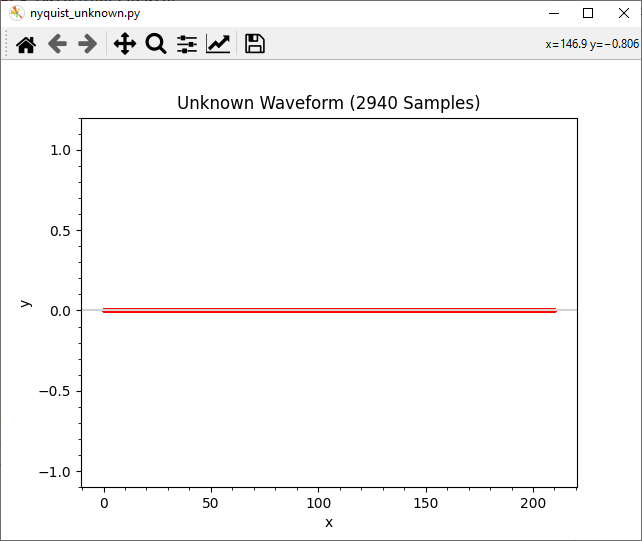 nyquist_unknown.py
x=146.9 y=−0.806
Unknown Waveform (2940 Samples)
1.0
0.5
0.0
−0.5
−1.0
y
0 50 100 150 200
x